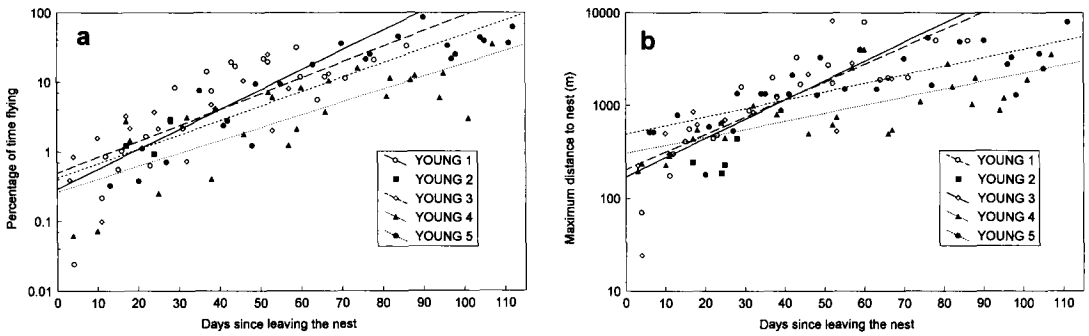 a
Percentage of time flying
100
10
1
0.1
0.01
0 10 20 30 40 50 60 70 80 90 100 110
Days since leaving the nest
YOUNG 1
YOUNG 2
YOUNG 3
YOUNG 4
YOUNG 5
b
Maximum distance to nest (m)
10000
1000
100
10
0 10 20 30 40 50 60 70 80 90 100 110
Days since leaving the nest
YOUNG 1
YOUNG 2
YOUNG 3
YOUNG 4
YOUNG 5